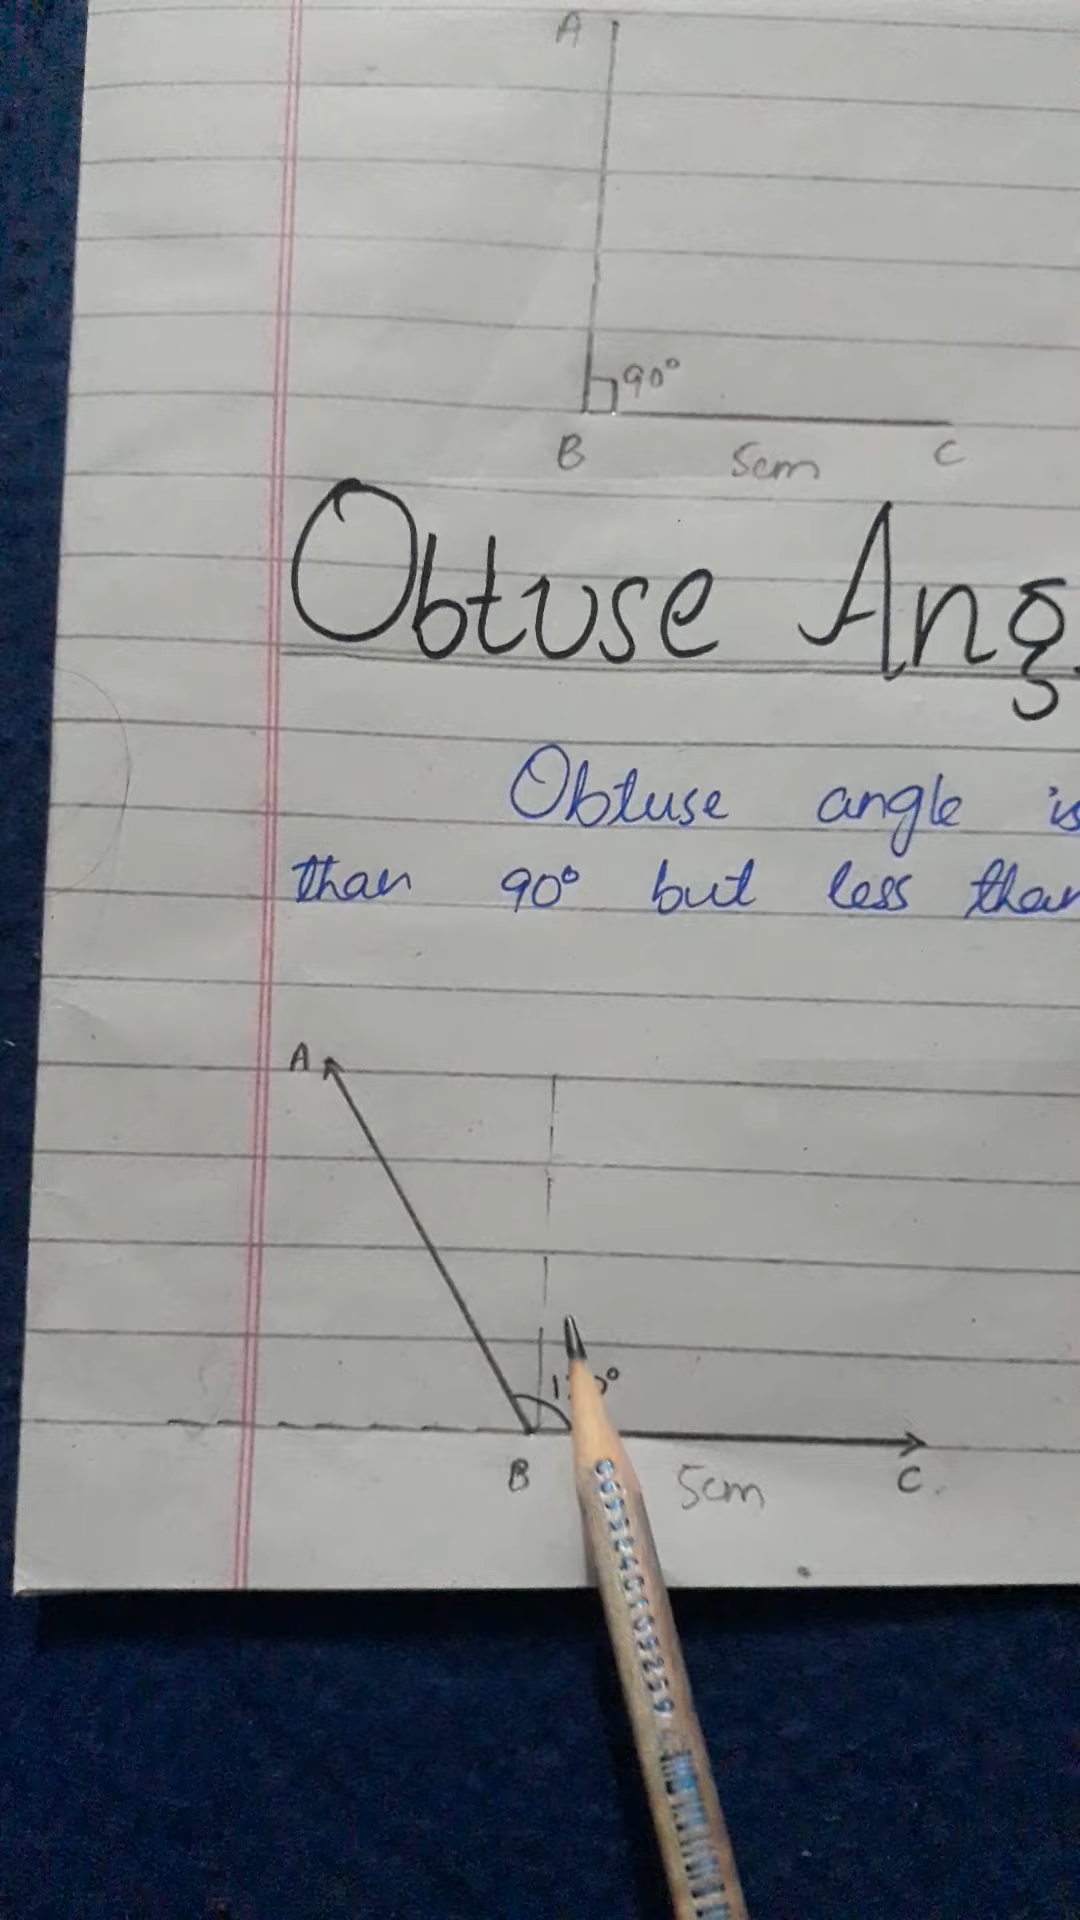 A
90°
B 5cm C
Obtuse Ang
Obtuse angle is
than 90° but less than
A
B 5cm C.